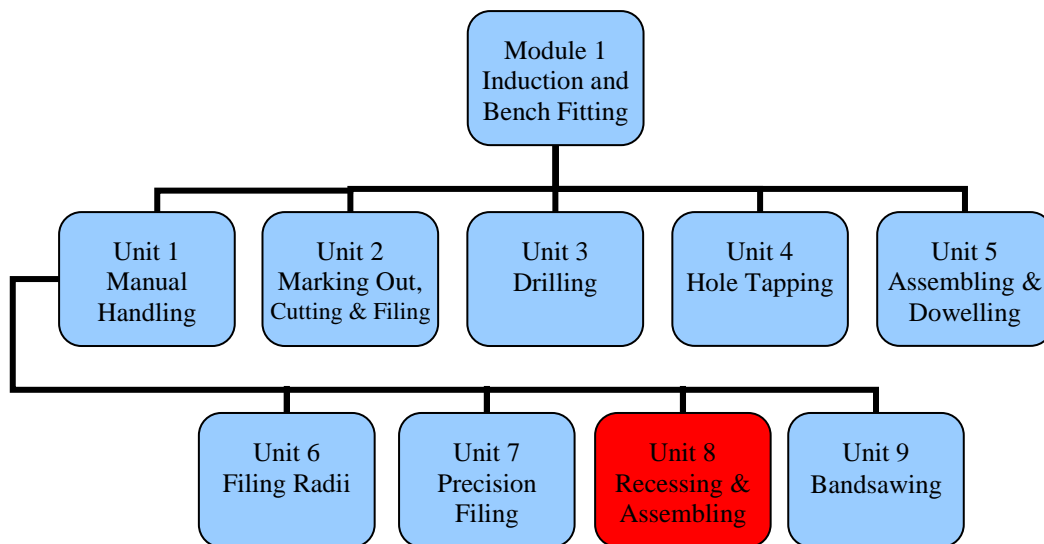 Module 1
Induction and
Bench Fitting
Unit 1
Manual
Handling
Unit 2
Marking Out,
Cutting & Filing
Unit 3
Drilling
Unit 4
Hole Tapping
Unit 5
Assembling &
Dowelling
Unit 6
Filing Radii
Unit 7
Precision
Filing
Unit 8
Recessing &
Assembling
Unit 9
Bandsawing